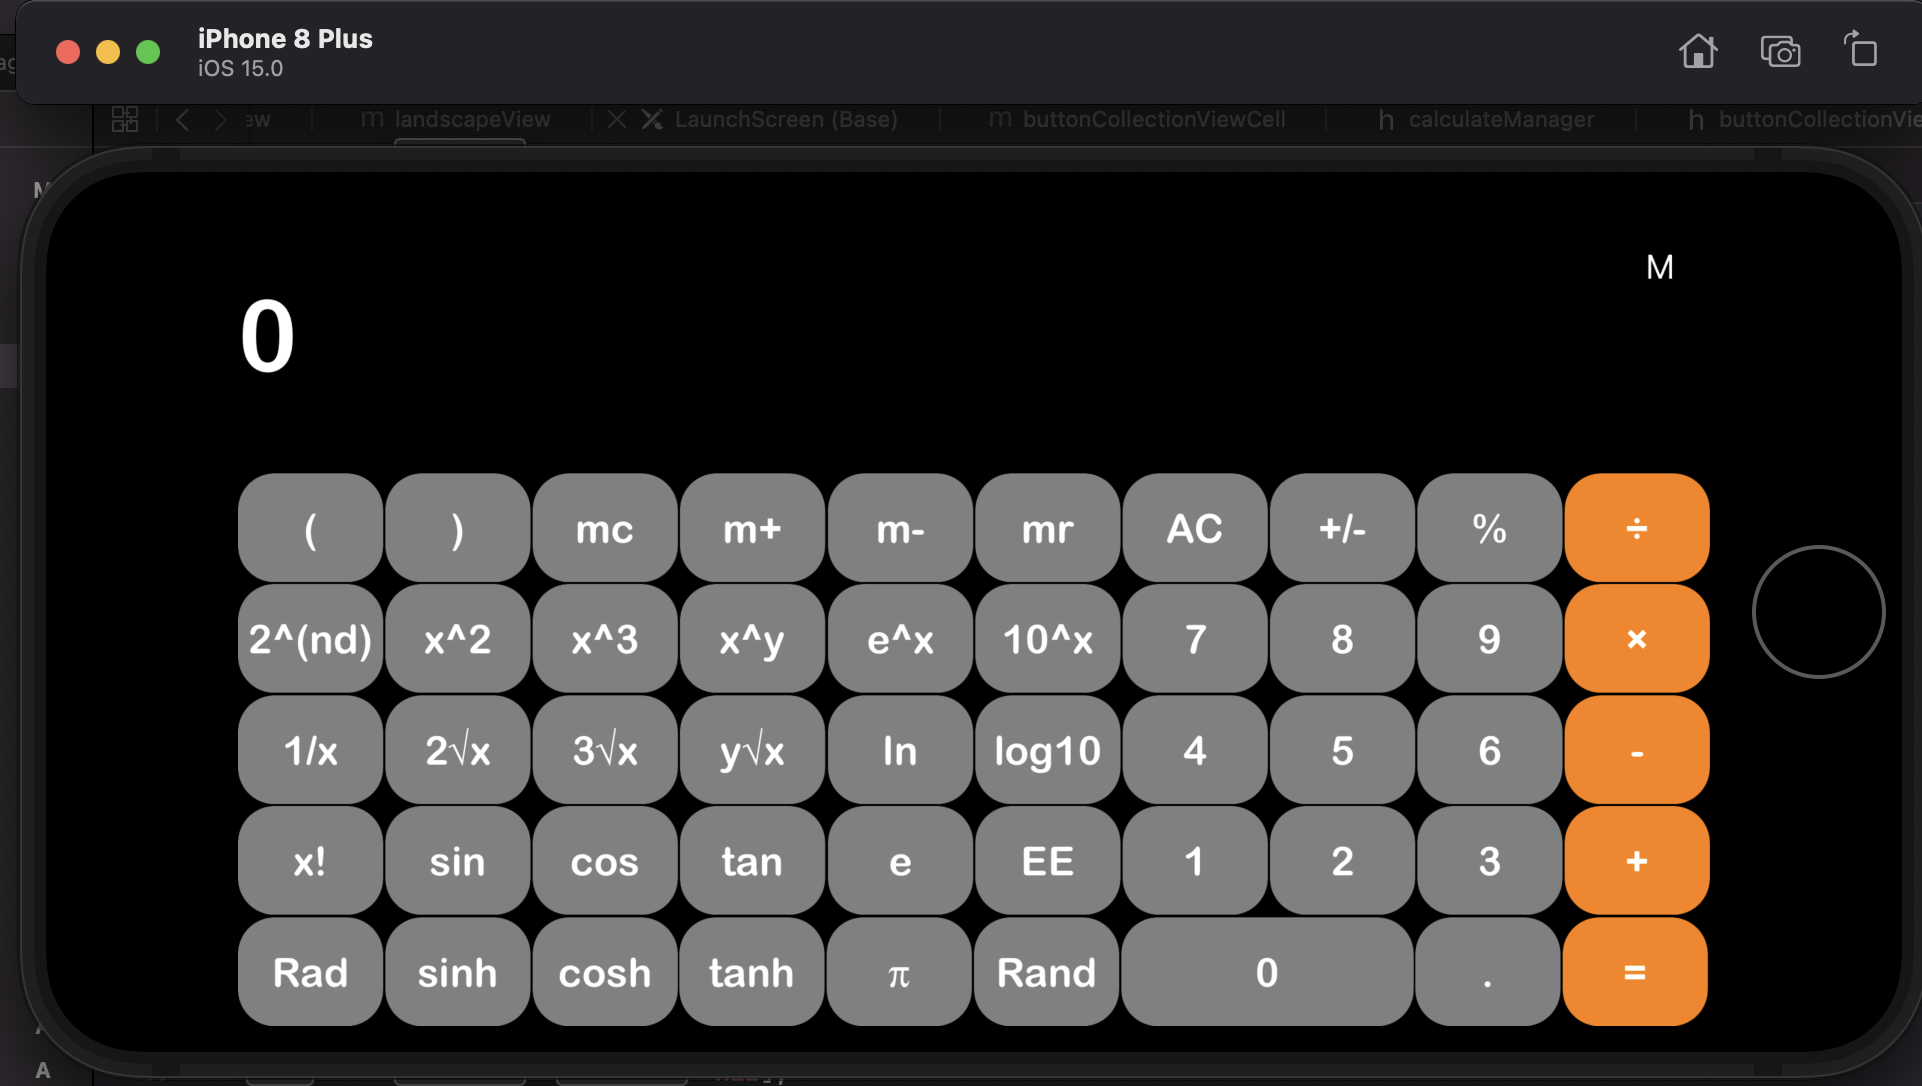 iPhone 8 Plus
iOS 15.0
ew m landscapeView LaunchScreen (Base) m buttonCollectionViewCell h calculateManager h buttonCollectionVie
M
0
( ) mc m+ m- mr AC +/- % ÷
2^(nd) x^2 x^3 x^y e^x 10^x 7 8 9 ×
1/x 2√x 3√x y√x ln log10 4 5 6 -
x! sin cos tan e EE 1 2 3 +
Rad sinh cosh tanh π Rand 0 . =
A